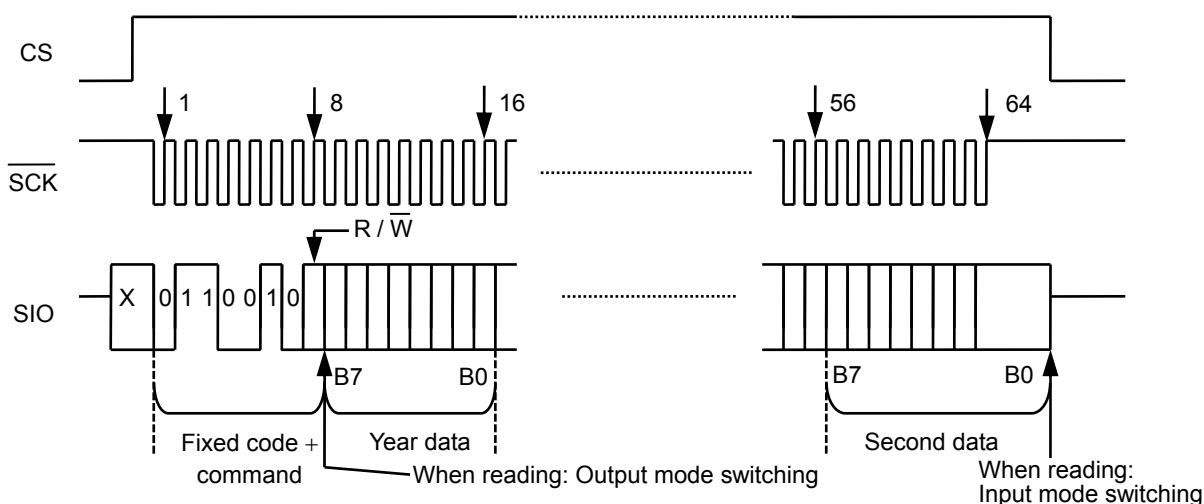 CS
1 8 16 56 64
SCK
R / W
SIO
X 0 1 1 0 0 1 0
B7 B0 B7 B0
Fixed code + command
Year data
Second data
When reading: Output mode switching
When reading:
Input mode switching